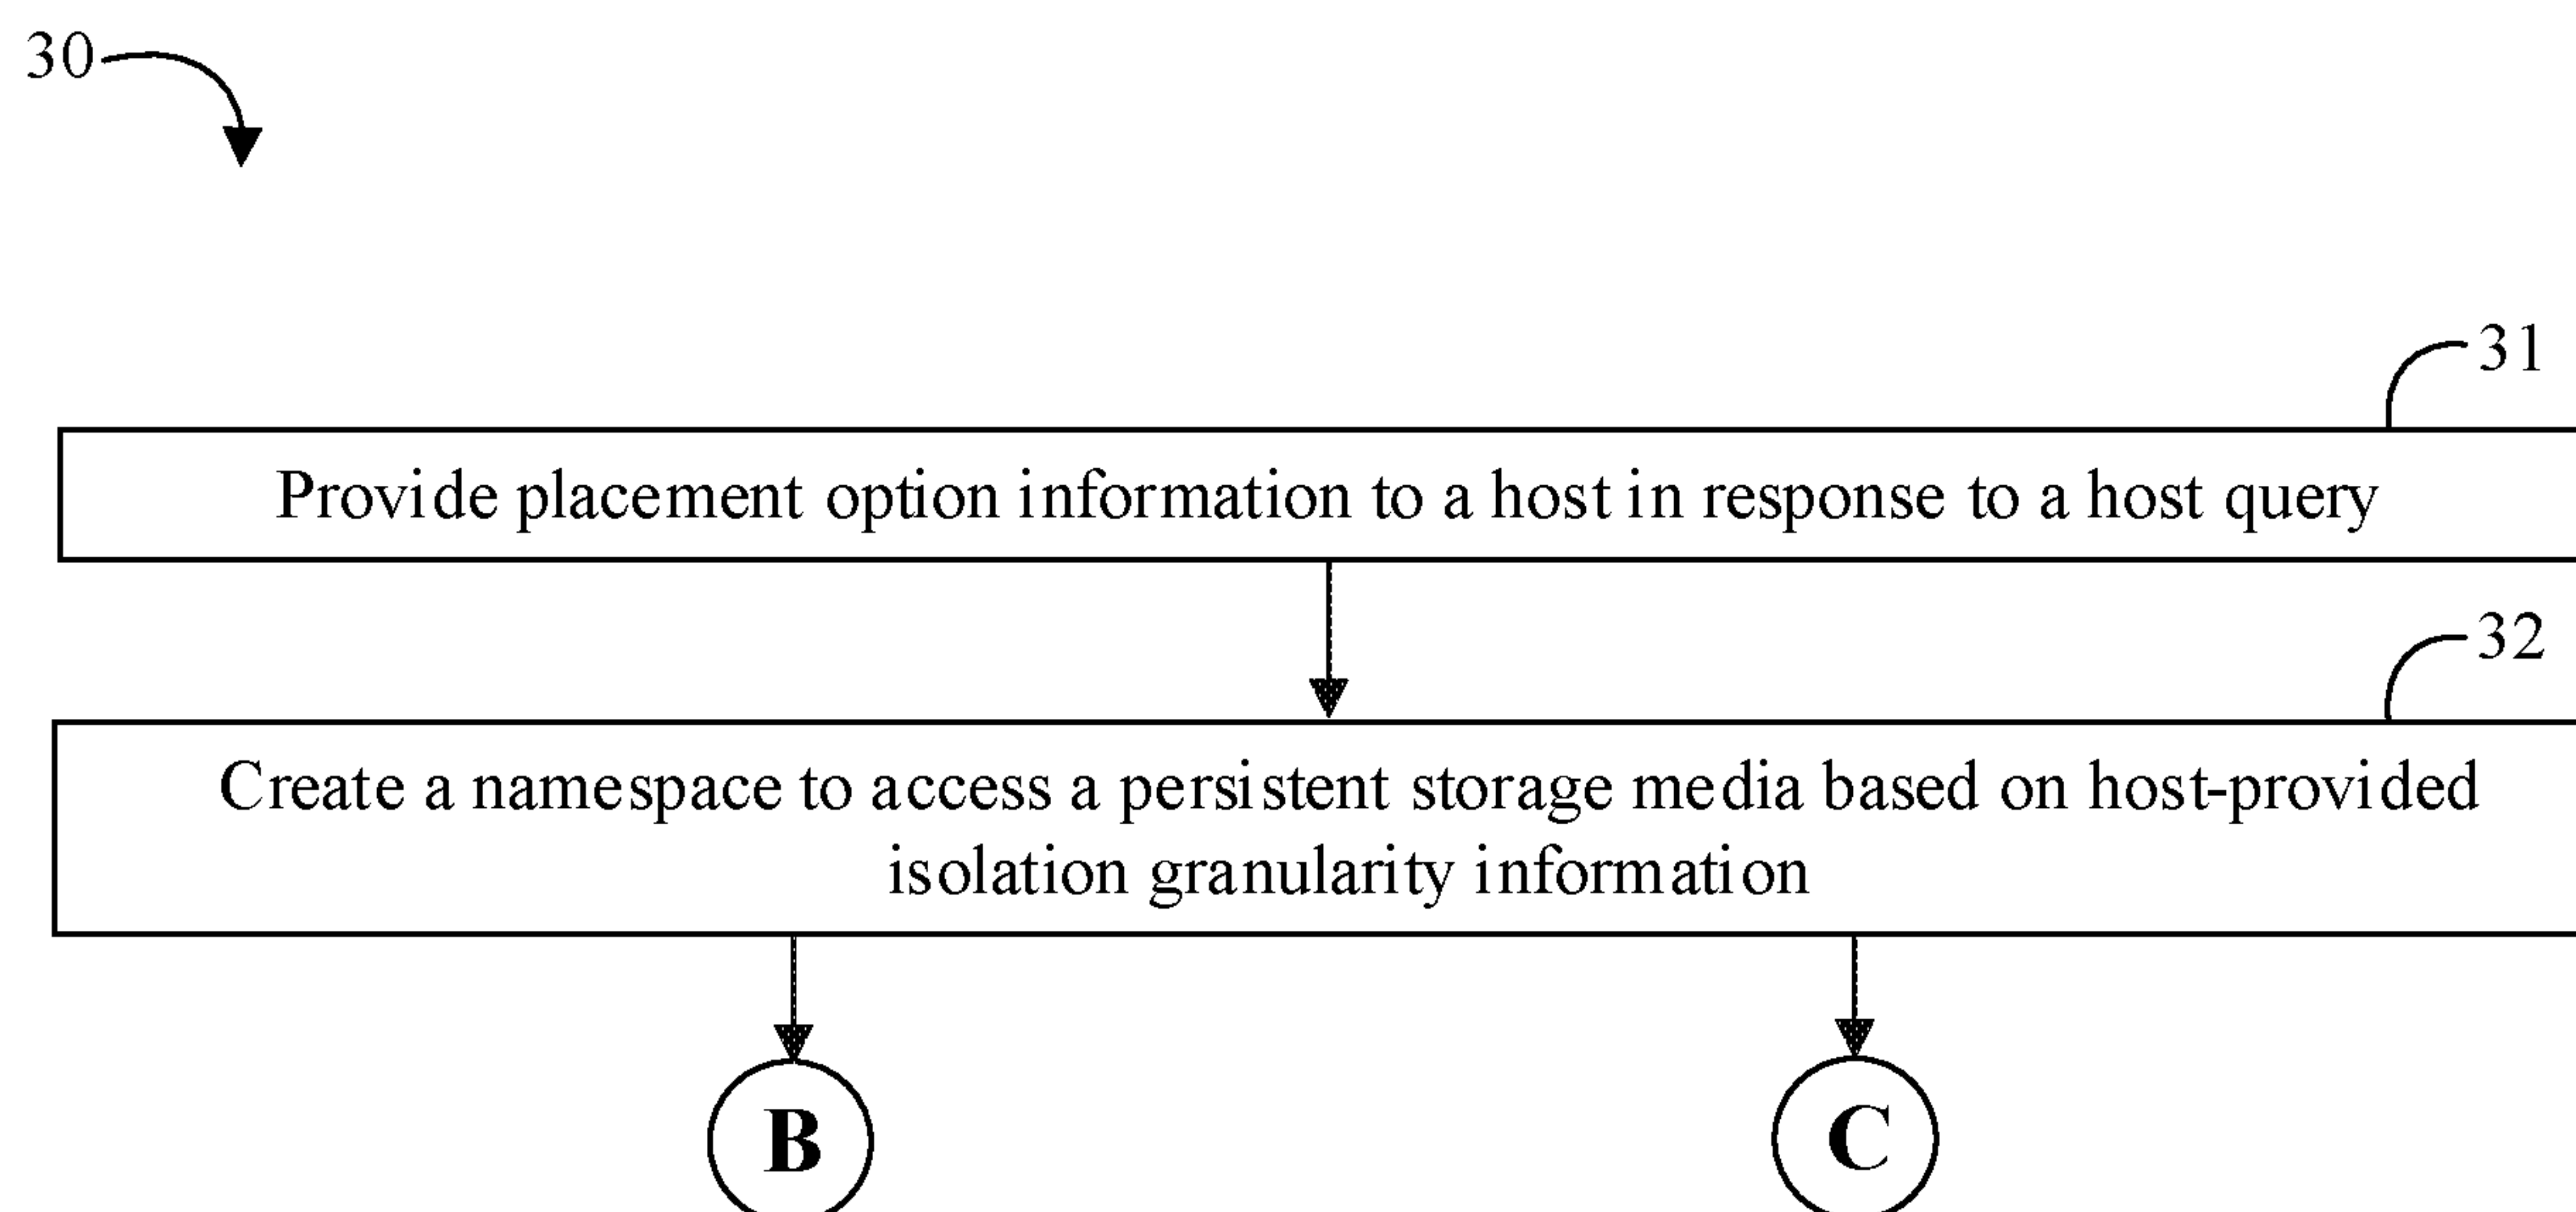 30
31
Provide placement option information to a host in response to a host query
32
Create a namespace to access a persistent storage media based on host-provided
isolation granularity information
B
C